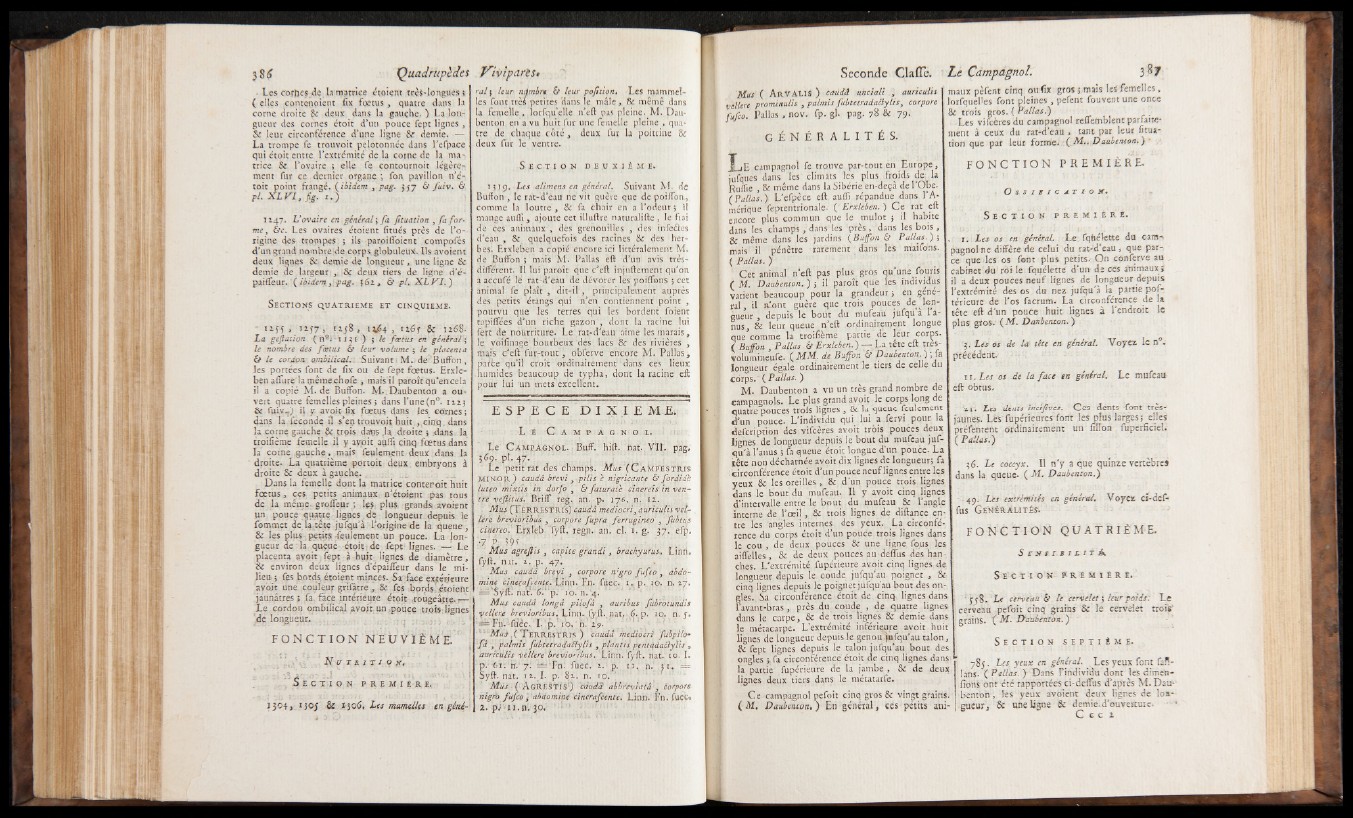 386 Quadrupèdes Vivipares.
Les cornes de la matrice étoient très-longues ;
( elles contenoient six fœtus , quatre dans la
corne droite & deux dans la gauche. ) La lon-
gueur des cornes étoit d'un pouce sept lignes ,
& leur circonférence d'une ligne & demie. —
La trompe se trouvoit pelotonnée dans l'espace
qui étoit entre l'extrémité de la corne de la ma-
trice & l'ovaire ; elle se contournoit légère-
ment sur ce dernier organe ; son pavillon n'é-
toit point frangé. ( ibidem , pag. 357 & suiv. &
pl. XLVI, fig. 1. )
1247. L'ovaire en général ; sa situation , sa for-
me, &c. Les ovaires étoient situés près de l'o-
rigine des trompes ; ils paroissoient composés
d'un grand nombre de corps globuleux. Ils avoient
deux lignes & demie de longueur , une ligne &
demie de largeur , & deux tiers de ligne d'é-
paisseur. ( ibidem , pag. 362 , & pl. XLVI. )
SECTIONS QUATRIEME ET CINQUIEME.
1255 , 1257 , 1258 , 1264 , 1265 & 1268.
La gestation ( n°. 1131 ) ; le fœtus en général ;
le nombre des fœtus & leur volume ; le placenta
& le cordon ombilical. Suivant M. de Buffon ,
les portées sont de six ou de sept fœtus. Erxle-
ben assure la même chose , mais il paroît qu'en cela
il a copié M. de Buffon. M. Daubenton a ou-
vert quatre femelles pleines ; dans l'une (n°. 1121
& suiv.) il y avoit six fœtus dans les cornes ;
dans la seconde il s'en trouvoit huit , cinq dans
la corne gauche & trois dans la droite ; dans la
troisième femelle il y avoit aussi cinq fœtus dans
la corne gauche , mais seulement deux dans la
droite. La quatrième portoit deux embryons à
droite & deux à gauche.
Dans la femelle dont la matrice contenoit huit
fœtus , ces petits animaux n'étoient pas tous
de la même grosseur ; les plus grands avoient
un pouce quatre lignes de longueur depuis le
sommet de la tête jusqu'à l'origine de la queue ,
& les plus petits seulement un pouce. La lon-
gueur de la queue étoit de sept lignes. — Le
placenta avoit sept à huit lignes de diamètre ,
& environ deux lignes d'épaisseur dans le mi-
lieu ; ses bords étoient minces. Sa face extérieure
avoit une couleur grisâtre , & ses bords étoient
jaunâtres ; sa face intérieure étoit rougeâtre. —
Le cordon ombilical avoit un pouce trois lignes
de longueur.
FONCTION NEUVIÈME.
NUTRITION.
SECTION PREMIERE.
1304, 1305 & 1306. Les mamelles en géné-
ral ; leur nombre & leur position. Les mammel-
les sont très petites dans le mâle , & même dans
la femelle , lorsqu'elle n'est pas pleine. M. Dau-
benton en a vu huit sur une femelle pleine , qua-
tre de chaque côté , deux sur la poitrine &
deux sur le ventre.
SECTION DEUXIÈME.
1319. Les alimens en général. Suivant M. de
Buffon , le rat-d'eau ne vit guère que de poisson ,
comme la loutre , & sa chair en a l'odeur ; il
mange aussi , ajoute cet illustre naturaliste , le frai
de ces animaux , des grenouilles , des insectes
d'eau , & quelquefois des racines & des her-
bes. Erxleben a copié encore ici littéralement M.
de Buffon ; mais M. Pallas est d'un avis très-
différent. Il lui paroît que c'est injustement qu'on
a accusé le rat-d'eau de dévorer les poissons ; cet
animal se plaît , dit-il , principalement auprès
des petits étangs qui n'en contiennent point ,
pourvu que les terres qui les bordent soient
tapissées d'un riche gazon , dont la racine lui
sert de nourriture. Le rat-d'eau aime les marais ,
le voisinage bourbeux des lacs & des rivières ,
mais c'est sur-tout , observe encore M. Pallas ,
parce qu'il croît ordinairement dans ces lieux
humides beaucoup de typha, dont la racine est
pour lui un mets excellent.
ESPECE DIXIEME.
LE CAMPAGNOL.
Le CAMPAGNOL. Buff. hist. nat. VII. pag.
369. pl. 47.
Le petit rat des champs. Mus (CAMPESTRIS
MINOR ) caudâ brevi , pilis è nigricante & sordidè
luteo mixtis in dorso , & saturatè cinereis in ven-
tre vestitus. Briss. reg. an. p. 176. n. 12.
Mus (TERRESTRIS) caudâ mediocri, auriculis vel-
lere brevioribus , corpore supra ferrugineo , subtus
cinereo. Erxleb. syst. regn. an. cl. 1. g. 37. esp.
7 p. 395.
Mus agrestis , capite grandi , brachyurus. Linn.
syst. nat. 2. p. 47.
Mus caudâ brevi , corpore nigro fusco , abdo-
mine cinerascente. Linn. Fn. suec. 1. p. 10. n. 27.
= Syst. nat. 6. p. 10. n. 4.
Mus caudâ longâ pilosâ , auribus subrotundis
vellere brevioribus. Linn. syst. nat. 6. p. 10. n. 5.
= Fn. suec. I. p. 10. n. 29.
Mus ( TERRESTRIS ) caudâ mediocri subpilo-
sâ , palmis subtetradactylis , plantis pentadactylis ,
auriculis vellere brevioribus. Linn. syst. nat. 10. I.
p. 61. n. 7. = Fn. suec. 2. p. 12. n. 31. =
Syst. nat. 12. I. p. 82. n. 10.
Mus ( AGRESTIS ) caudâ abbreviatâ , corpore
nigro fusco , abdomine cinerascente. Linn. Fn. suec.
2. p. 11. n. 30.
Seconde Classe. Le Campagnol. 387
Mus ( ARVALIS ) caudâ unciali , auriculis
vellere prominulis , palmis subtetradactylis, corpore
fusco. Pallas , nov. sp. gl. pag. 78 & 79.
GÉNÉRALITÉS.
LE campagnol se trouve par-tout en Europe ,
jusques dans les climats les plus froids de la
Russie , & même dans la Sibérie en-deçà de l'Obe.
( Pallas. ) L'espèce est aussi répandue dans l'A-
mérique septentrionale. ( Erxleben. ) Ce rat est
encore plus commun que le mulot ; il habite
dans les champs , dans les près , dans les bois ,
& même dans les jardins ( Buffon & Pallas. ) ;
mais il pénètre rarement dans les maisons.
( Pallas. )
Cet animal n'est pas plus gros qu'une souris
( M. Daubenton. ) ; il paroît que les individus
varient beaucoup pour la grandeur ; en géné-
ral , il n'ont guère que trois pouces de lon-
gueur , depuis le bout du museau jusqu'à l'a-
nus, & leur queue n'est ordinairement longue
que comme la troisième partie de leur corps.
( Buffon , Pallas & Erxleben. ) — La tête est très-
volumineuse. ( MM. de Buffon & Daubenton. ) ; sa
longueur égale ordinairement le tiers de celle du
corps. ( Pallas. )
M. Daubenton a vu un très grand nombre de
campagnols. Le plus grand avoit le corps long de
quatre pouces trois lignes , & la queue seulement
d'un pouce. L'individu qui lui a servi pour la
description des viscères avoit trois pouces deux
lignes de longueur depuis le bout du museau jus-
qu'à l'anus ; sa queue étoit longue d'un pouce. La
tête non décharnée avoit dix lignes de longueur ; sa
circonférence étoit d'un pouce neuf lignes entre les
yeux & les oreilles , & d'un pouce trois lignes
dans le bout du museau. Il y avoit cinq lignes
d'intervalle entre le bout du museau & l'angle
interne de l'œil , & trois lignes de distance en-
tre les angles internes des yeux. La circonfé-
rence du corps étoit d'un pouce trois lignes dans
le cou , de deux pouces & une ligne sous les
aisselles , & de deux pouces au dessus des han-
ches. L'extrémité supérieure avoit cinq lignes de
longueur depuis le coude jusqu'au poignet , &
cinq lignes depuis le poignet jusqu'au bout des on-
gles. Sa circonférence étoit de cinq lignes dans
l'avant-bras , près du coude , de quatre lignes
dans le carpe , & de trois lignes & demie dans
le métacarpe. L'extrémité inférieure avoit huit
lignes de longueur depuis le genou jusqu'au talon ,
& sept lignes depuis le talon jusqu'au bout des
ongles ; sa circonférence étoit de cinq lignes dans
la partie supérieure de la jambe , & de deux
lignes deux tiers dans le métatarse.
Ce campagnol pesoit cinq gros & vingt grains.
( M. Daubenton. ) En général , ces petits ani-
maux pèsent cinq ou six gros ; mais les femelles ,
lorsqu'elles sont pleines , pèsent souvent une once
& trois gros. ( Pallas. )
Les viscères du campagnol ressemblent parfaite-
ment à ceux du rat-d'eau , tant par leur situa-
tion que par leur forme. ( M. Daubenton. )
FONCTION PREMIÈRE.
OSSIFICATION.
SECTION PREMIÈRE.
1. Les os en général. Le squelette du cam-
pagnol ne diffère de celui du rat-d'eau , que par-
ce que les os sont plus petits. On conserve au
cabinet du roi le squelette d'un de ces animaux ;
il a deux pouces neuf lignes de longueur depuis
l'extrémité des os du nez jusqu'à la partie pos-
térieure de l'os sacrum. La circonférence de la
tête est d'un pouce huit lignes à l'endroit le
plus gros. ( M. Daubenton. )
3. Les os de la tête en général. Voyez le n°.
précédent.
11. Les os de la face en général. Le museau
est obtus.
21. Les dents incisives. Ces dents sont très-
jaunes. Les supérieures sont les plus larges ; elles
présentent ordinairement un sillon superficiel.
( Pallas. )
36. Le coccyx. Il n'y a que quinze vertèbres
dans la queue. ( M. Daubenton. )
49. Les extrémités en général. Voyez ci-des-
sus GENÉRALITÉS.
FONCTION QUATRIÈME.
SENSIBILITÉ.
SECTION PREMIERE.
558. Le cerveau & le cervelet ; leur poids. Le
cerveau pesoit cinq grains & le cervelet trois
grains. ( M. Daubenton. )
SECTION SEPTIÈME.
785. Les yeux en général. Les yeux sont sail-
lans. ( Pallas. ) Dans l'individu dont les dimen-
sions ont été rapportées ci-dessus d'après M. Dau-
benton , les yeux avoient deux lignes de lon-
gueur , & une ligne & demie d'ouverture.
Ccc 2